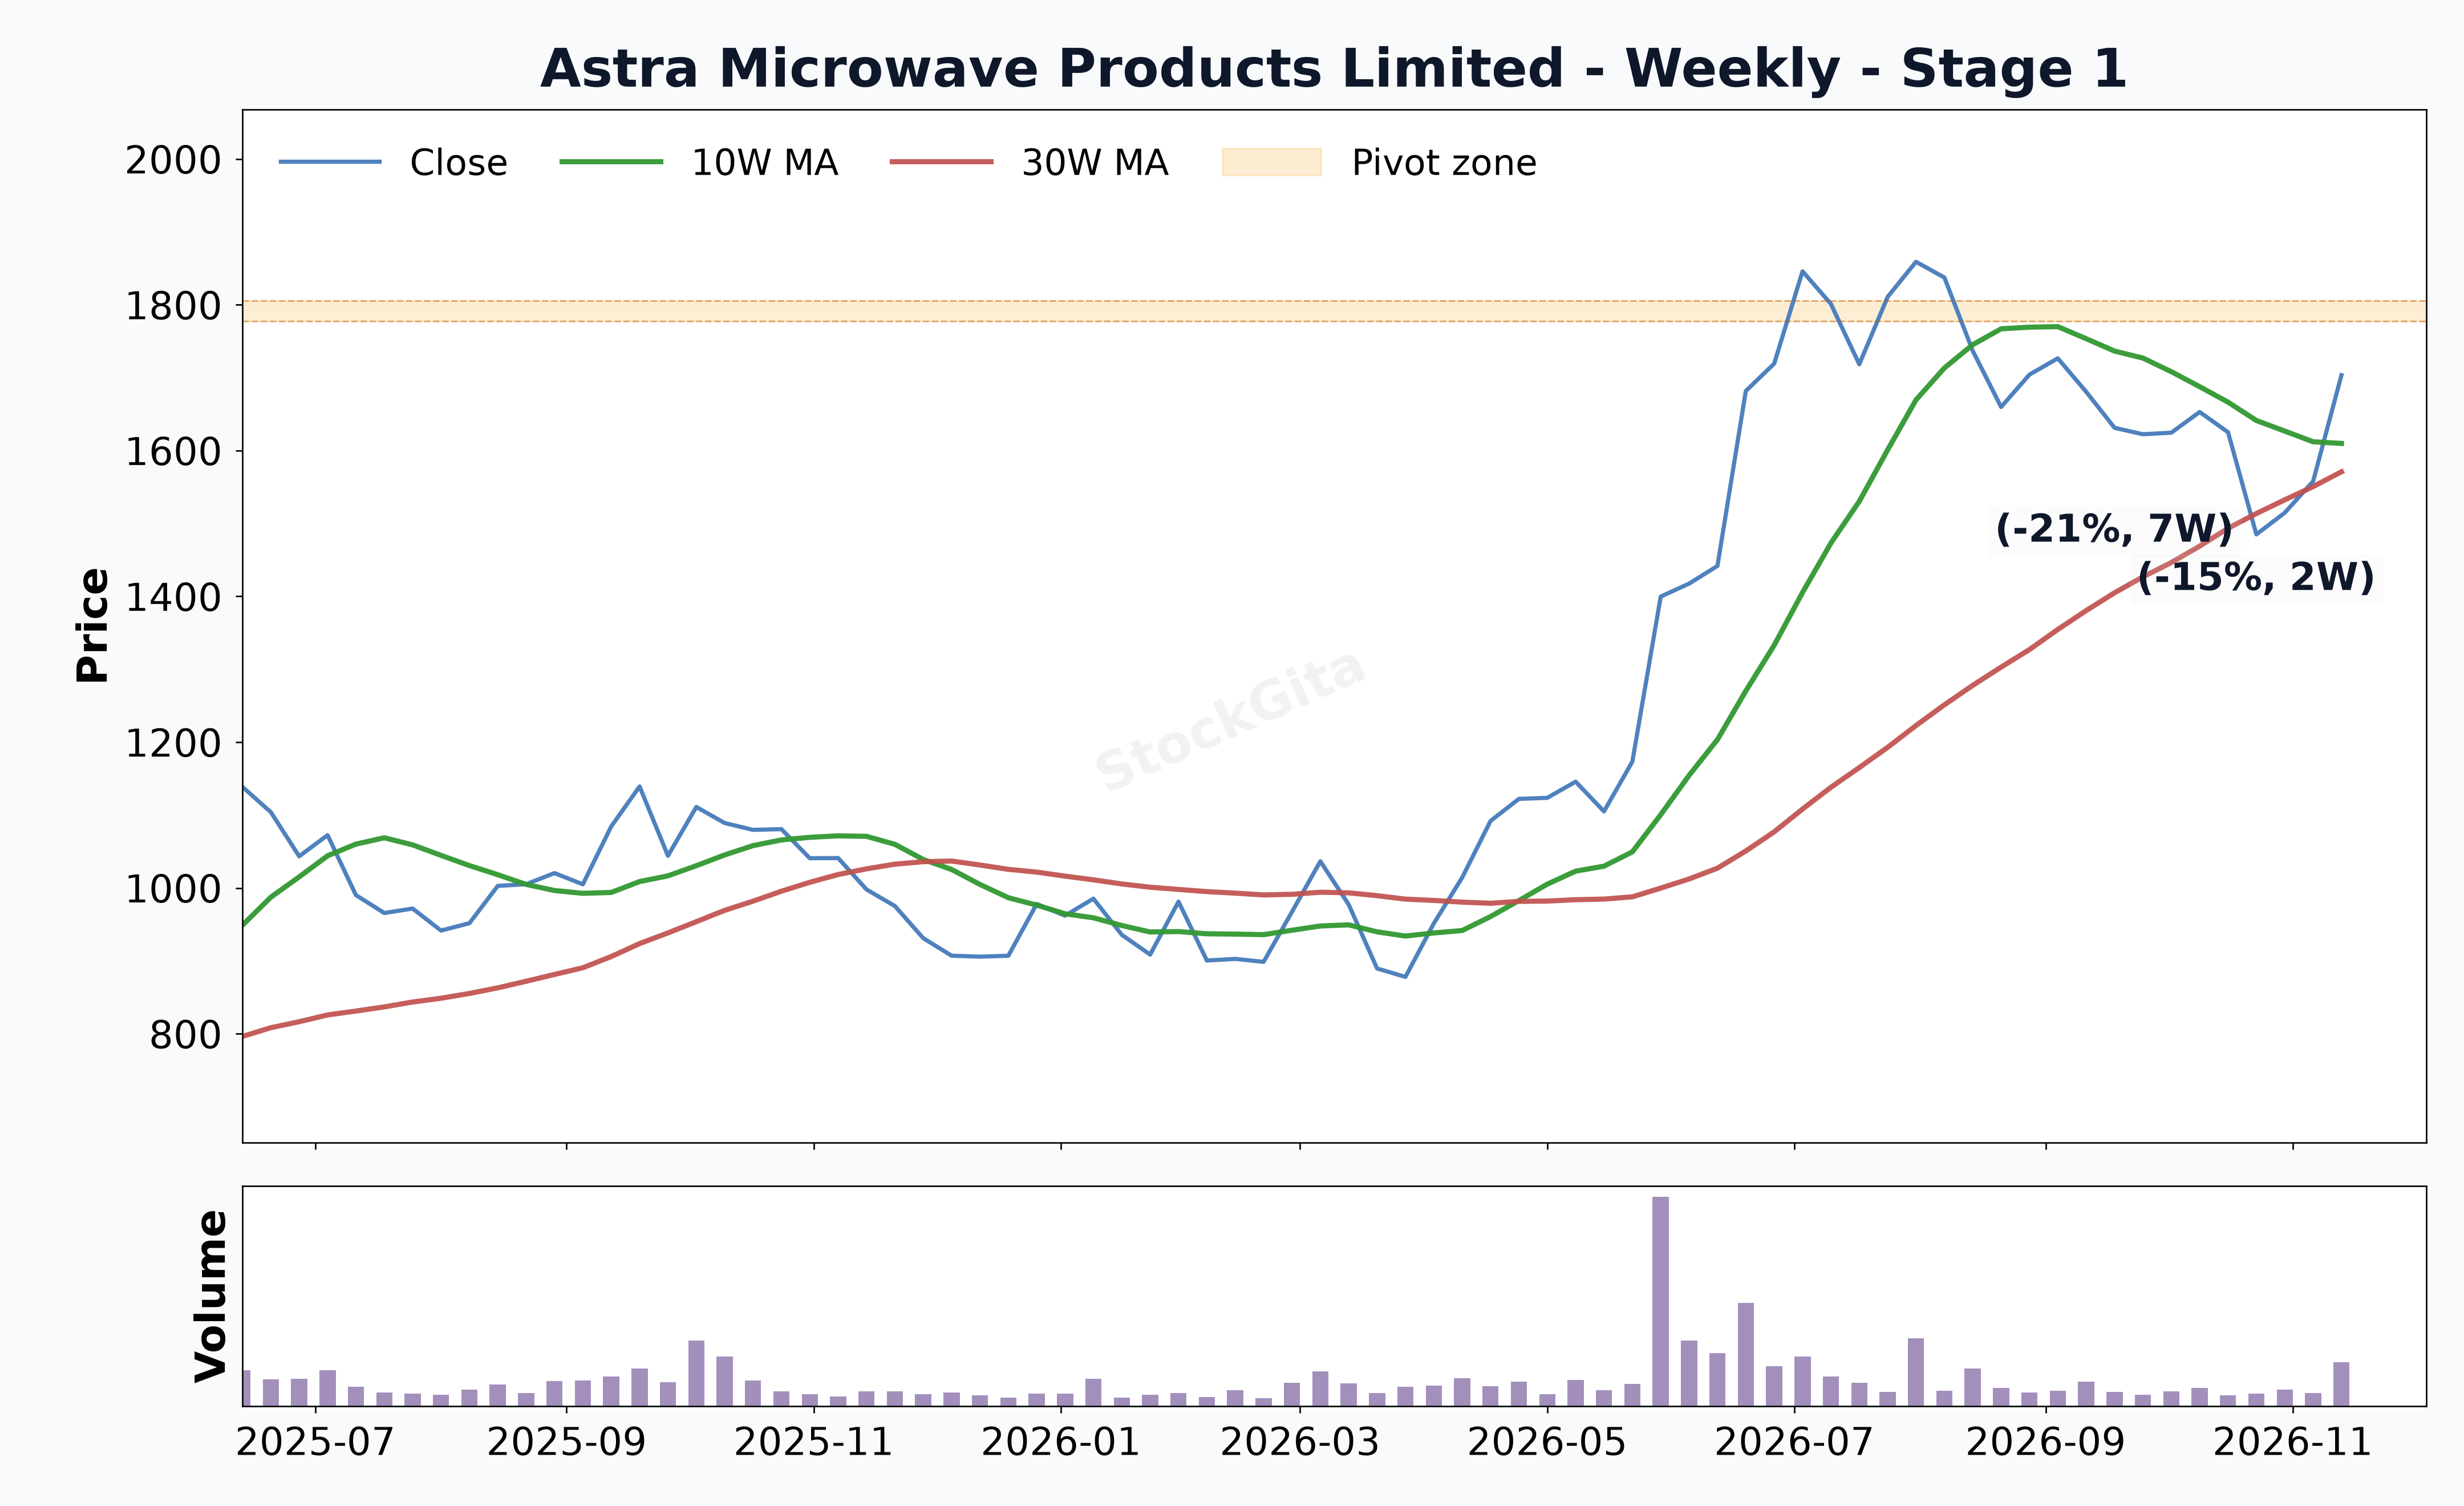 Astra Microwave Products Limited - Weekly - Stage 1
Close 10W MA 30W MA Pivot zone
2000
1800
1600
1400
1200
1000
800
Price
(-21%, 7W)
(-15%, 2W)
StockGita
Volume
2025-07 2025-09 2025-11 2026-01 2026-03 2026-05 2026-07 2026-09 2026-11